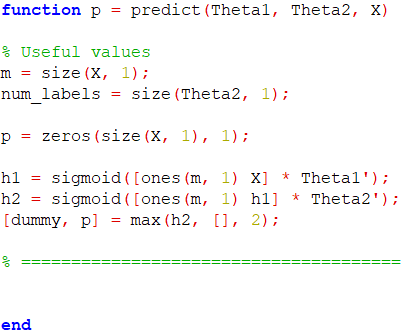 function p = predict(Theta1, Theta2, X)
% Useful values
m = size(X, 1);
num_labels = size(Theta2, 1);
p = zeros(size(X, 1), 1);
h1 = sigmoid([ones(m, 1) X] * Theta1');
h2 = sigmoid([ones(m, 1) h1] * Theta2');
[dummy, p] = max(h2, [], 2);
% ======================================
end